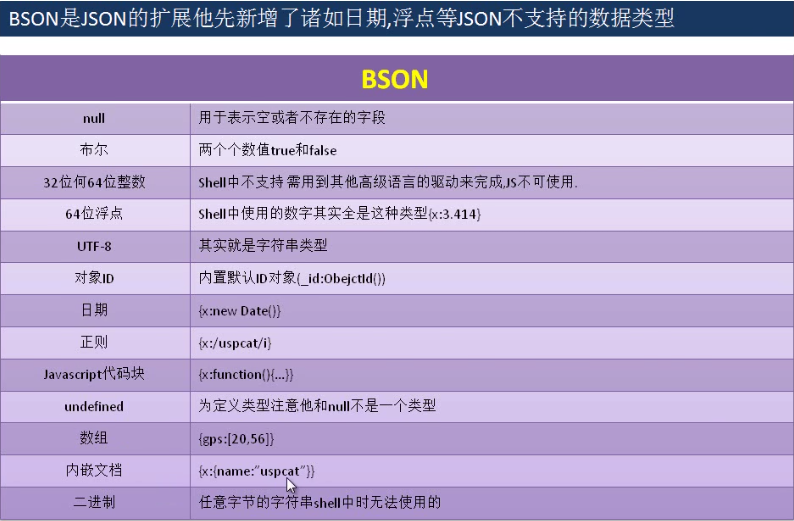 BSON是JSON的扩展他先新增了诸如日期,浮点等JSON不支持的数据类型
BSON
null 用于表示空或者不存在的字段
布尔 两个个数值true和false
32位何64位整数 Shell中不支持 需用到其他高级语言的驱动来完成,JS不可使用.
64位浮点 Shell中使用的数字其实全是这种类型{x:3.414}
UTF-8 其实就是字符串类型
对象ID 内置默认ID对象{_id:ObejctId()}
日期 {x:new Date()}
正则 {x:/uspcat/i}
Javascript代码块 {x:function(){...}}
undefined 为定义类型注意他和null不是一个类型
数组 {gps:[20,56]}
内嵌文档 {x:{name:"uspcat"}}
二进制 任意字节的字符串shell中时无法使用的